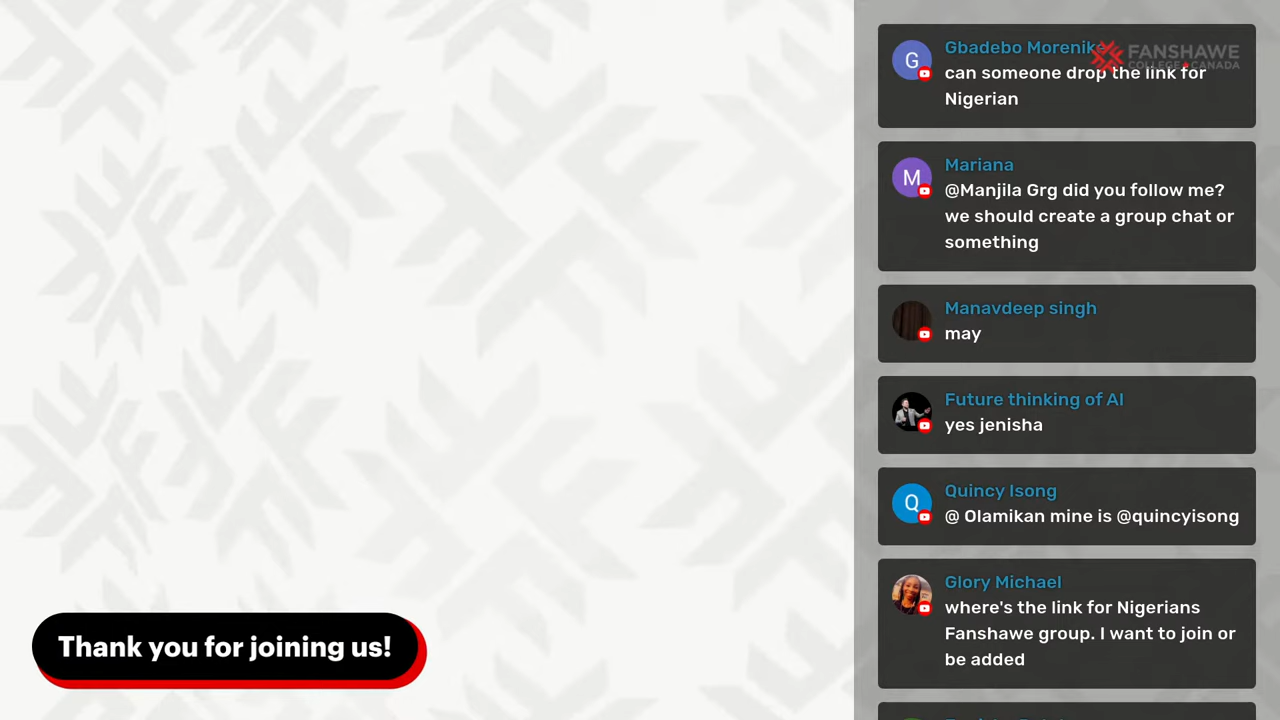 Gbadebo Morenike
FANSHAWE
COLLEGE CANADA
can someone drop the link for
Nigerian
Mariana
@Manjila Grg did you follow me?
we should create a group chat or
something
Manavdeep singh
may
Future thinking of AI
yes jenisha
Quincy Isong
@ Olamikan mine is @quincyisong
Glory Michael
where's the link for Nigerians
Fanshawe group. I want to join or
be added
Thank you for joining us!